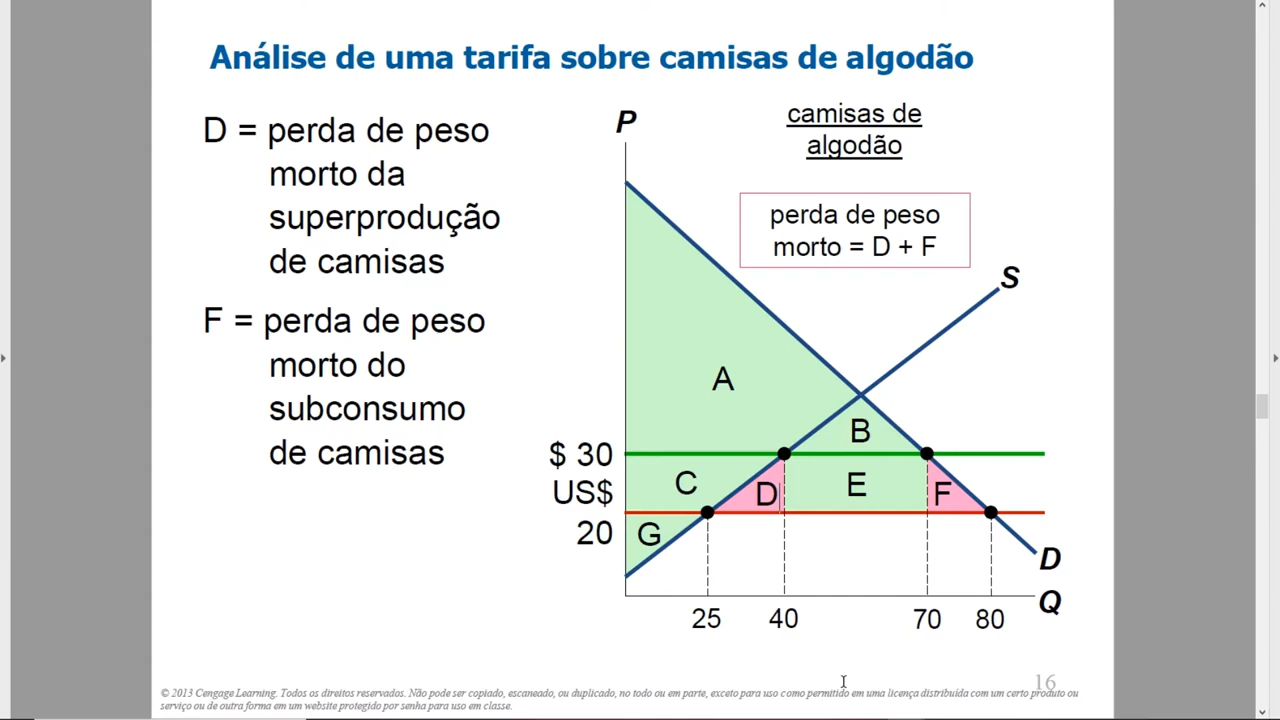 Análise de uma tarifa sobre camisas de algodão
D = perda de peso
morto da
superprodução
de camisas
F = perda de peso
morto do
subconsumo
de camisas
P
camisas de
algodão
perda de peso
morto = D + F
S
A
B
$ 30
C
D
E
F
US$
20
G
D
Q
25
40
70
80
16
© 2013 Cengage Learning. Todos os direitos reservados. Não pode ser copiado, escaneado, ou duplicado, no todo ou em parte, exceto para uso como permitido em uma licença distribuída com um certo produto ou
serviço ou de outra forma em um website protegido por senha para uso em classe.